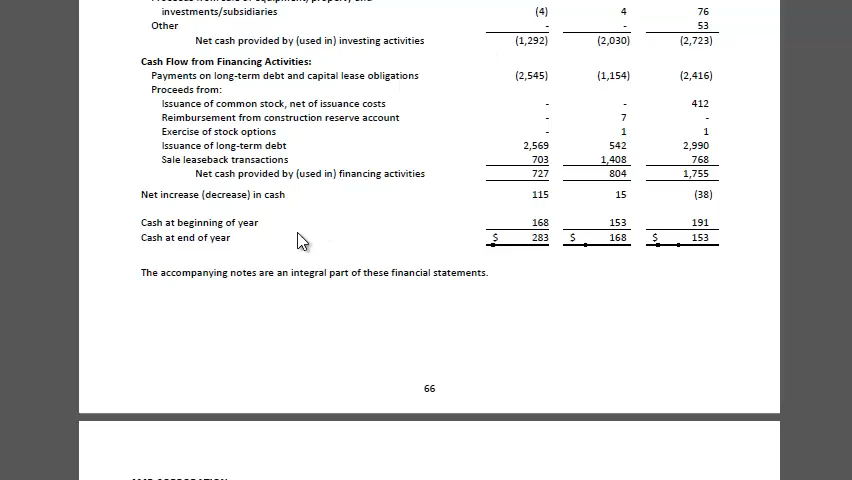 investments/subsidiaries (4) 4 76
Other - - 53
Net cash provided by (used in) investing activities (1,292) (2,030) (2,723)
Cash Flow from Financing Activities:
Payments on long-term debt and capital lease obligations (2,545) (1,154) (2,416)
Proceeds from:
Issuance of common stock, net of issuance costs - - 412
Reimbursement from construction reserve account - 7 -
Exercise of stock options - 1 1
Issuance of long-term debt 2,569 542 2,990
Sale leaseback transactions 703 1,408 768
Net cash provided by (used in) financing activities 727 804 1,755
Net increase (decrease) in cash 115 15 (38)
Cash at beginning of year 168 153 191
Cash at end of year $ 283 $ 168 $ 153
The accompanying notes are an integral part of these financial statements.
66